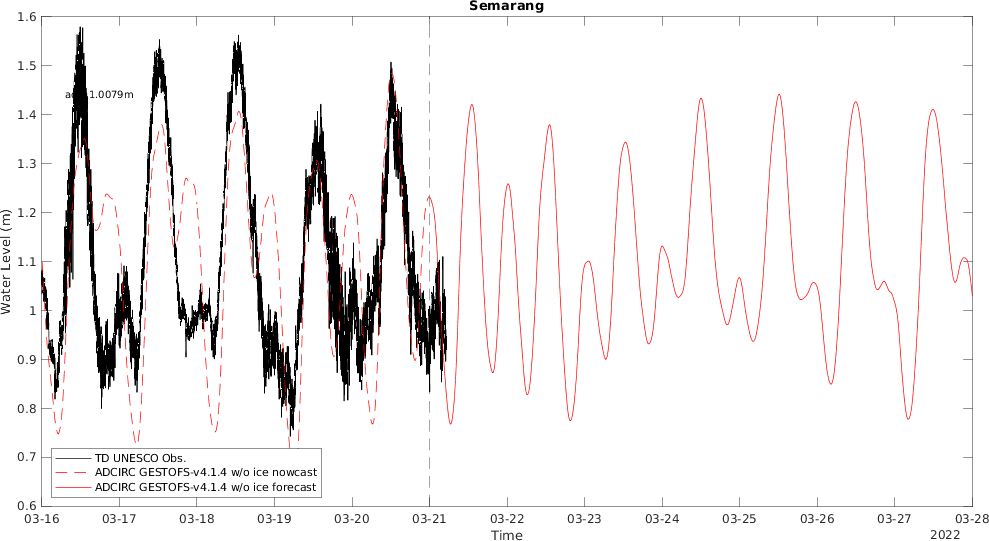 Semarang
1.6
1.5
1.4
1.3
1.2
1.1
1
0.9
0.8
0.7
0.6
Water Level (m)
1.0079m
TD UNESCO Obs.
ADCIRC GESTOFS-v4.1.4 w/o ice nowcast
ADCIRC GESTOFS-v4.1.4 w/o ice forecast
03-16 03-17 03-18 03-19 03-20 03-21 03-22 03-23 03-24 03-25 03-26 03-27 03-28
Time
2022